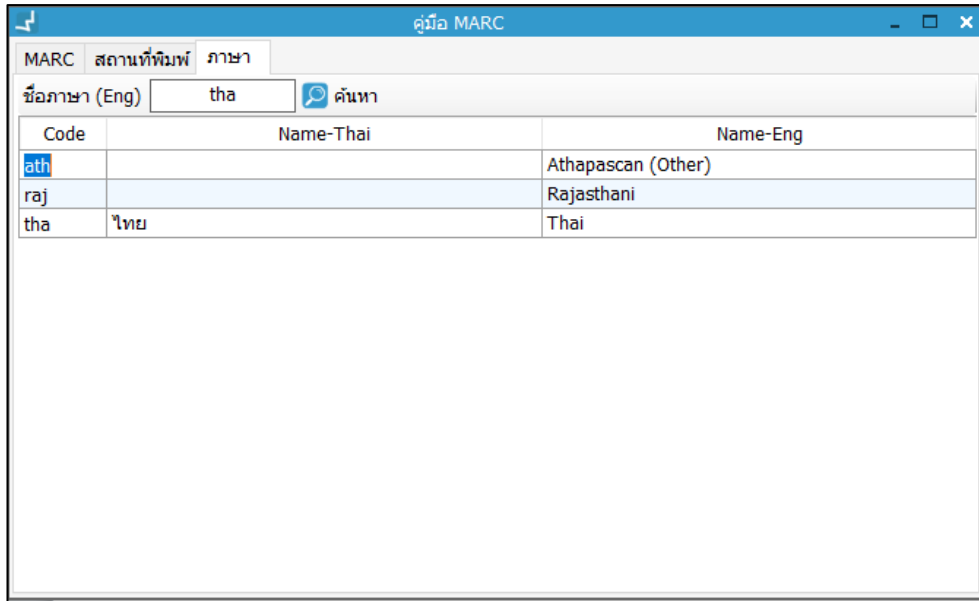 คู่มือ MARC
MARC สถานที่พิมพ์ ภาษา
ชื่อภาษา (Eng) tha ค้นหา
Code Name-Thai Name-Eng
ath Athapascan (Other)
raj Rajasthani
tha ไทย Thai